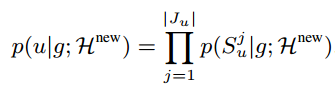 p(u|g; ℋ^new) = ∏_{j=1}^{|J_u|} p(S_u^j|g; ℋ^new)